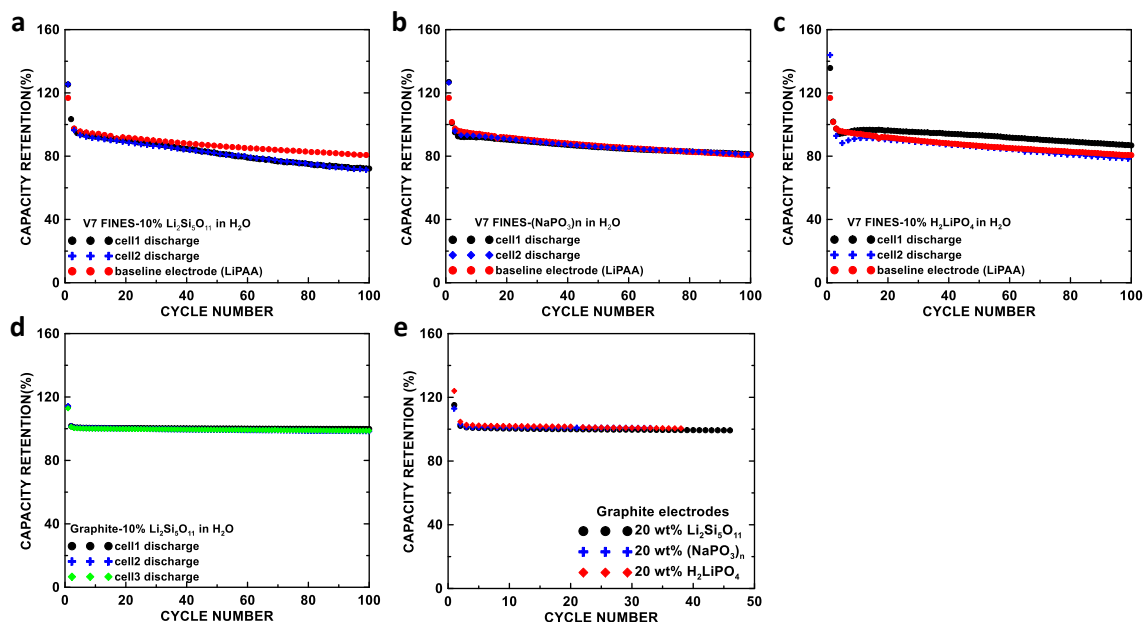 a
160
120
80
40
0
CAPACITY RETENTION(%)
V7 FINES-10% Li₂Si₅O₁₁ in H₂O
cell1 discharge
cell2 discharge
baseline electrode (LiPAA)
0 20 40 60 80 100
CYCLE NUMBER
b
160
120
80
40
0
CAPACITY RETENTION(%)
V7 FINES-(NaPO₃)n in H₂O
cell1 discharge
cell2 discharge
baseline electrode (LiPAA)
0 20 40 60 80 100
CYCLE NUMBER
c
160
120
80
40
0
CAPACITY RETENTION(%)
V7 FINES-10% H₂LiPO₄ in H₂O
cell1 discharge
cell2 discharge
baseline electrode (LiPAA)
0 20 40 60 80 100
CYCLE NUMBER
d
160
120
80
40
0
CAPACITY RETENTION(%)
Graphite-10% Li₂Si₅O₁₁ in H₂O
cell1 discharge
cell2 discharge
cell3 discharge
0 20 40 60 80 100
CYCLE NUMBER
e
160
120
80
40
0
CAPACITY RETENTION (%)
Graphite electrodes
20 wt% Li₂Si₅O₁₁
20 wt% (NaPO₃)ₙ
20 wt% H₂LiPO₄
0 10 20 30 40 50
CYCLE NUMBER